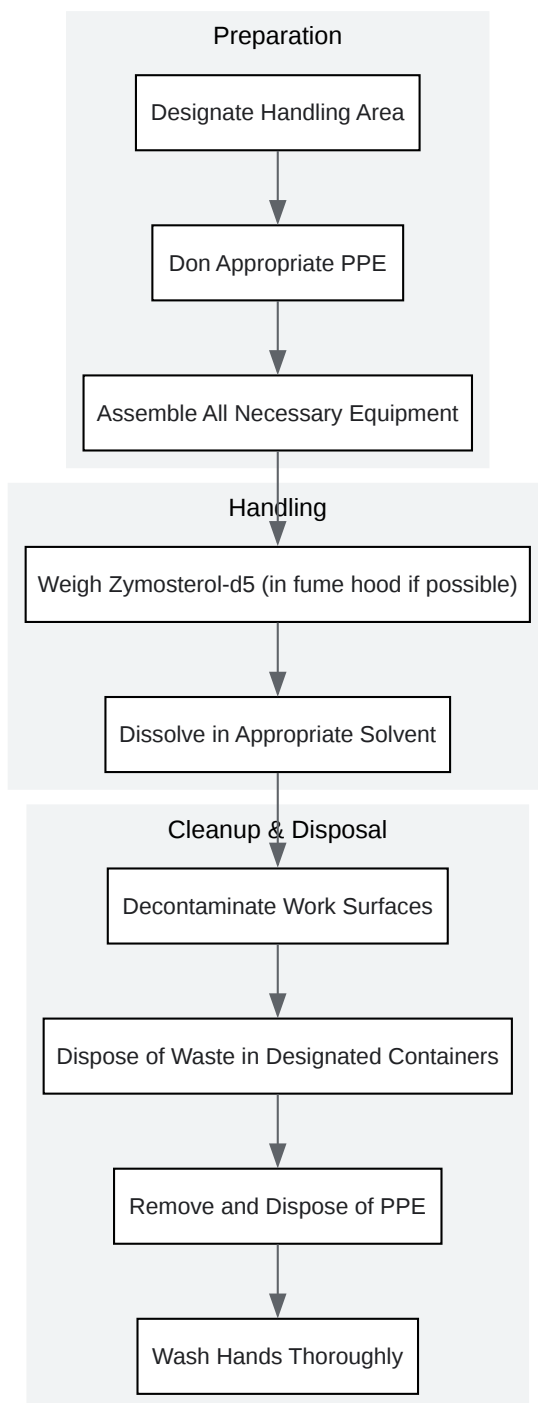 Preparation
Designate Handling Area
Don Appropriate PPE
Assemble All Necessary Equipment
Handling
Weigh Zymosterol-d5 (in fume hood if possible)
Dissolve in Appropriate Solvent
Cleanup & Disposal
Decontaminate Work Surfaces
Dispose of Waste in Designated Containers
Remove and Dispose of PPE
Wash Hands Thoroughly